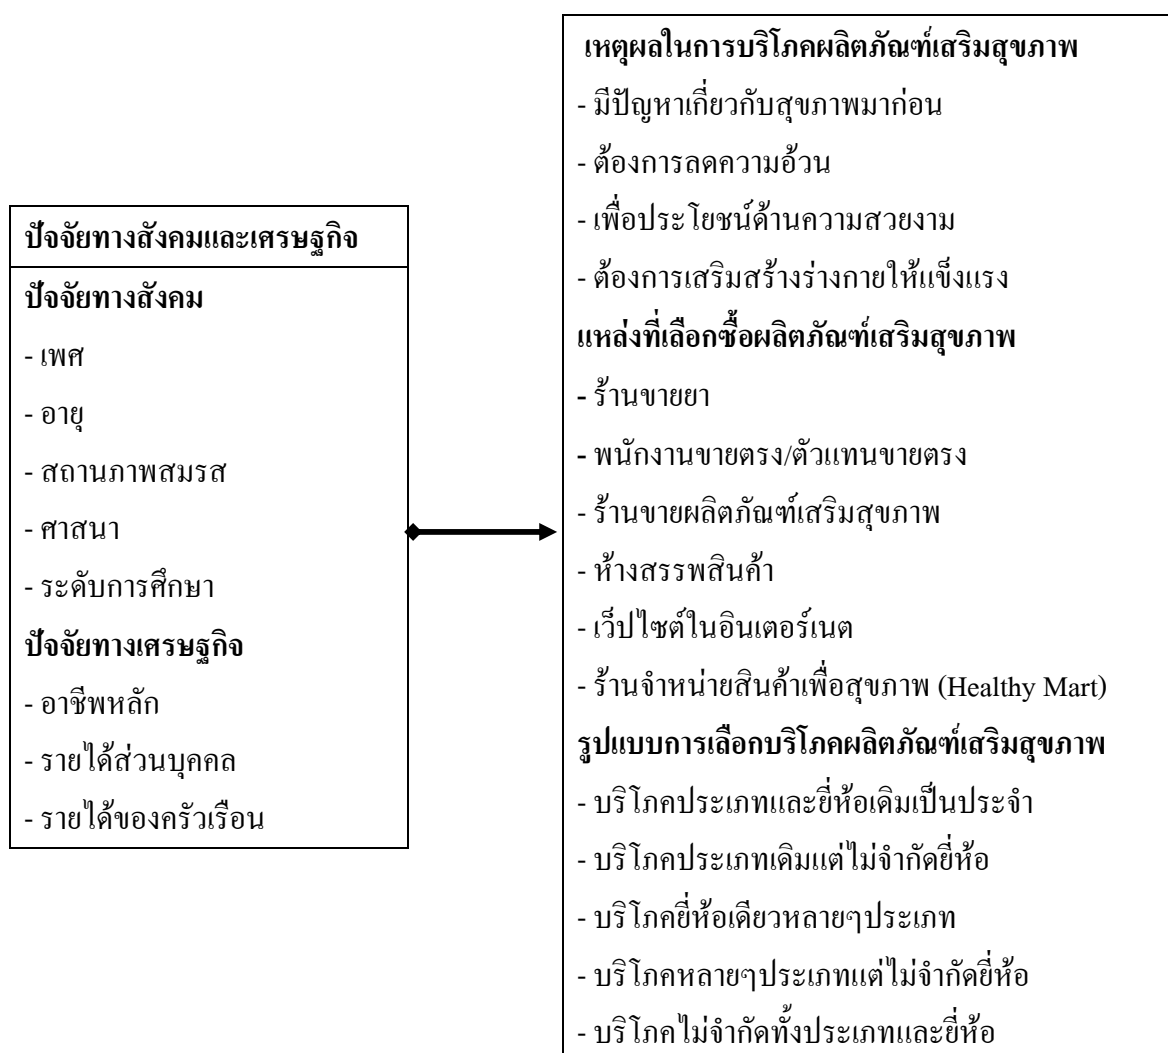 ปัจจัยทางสังคมและเศรษฐกิจ
ปัจจัยทางสังคม
- เพศ
- อายุ
- สถานภาพสมรส
- ศาสนา
- ระดับการศึกษา
ปัจจัยทางเศรษฐกิจ
- อาชีพหลัก
- รายได้ส่วนบุคคล
- รายได้ของครัวเรือน
เหตุผลในการบริโภคผลิตภัณฑ์เสริมสุขภาพ
- มีปัญหาเกี่ยวกับสุขภาพมาก่อน
- ต้องการลดความอ้วน
- เพื่อประโยชน์ด้านความสวยงาม
- ต้องการเสริมสร้างร่างกายให้แข็งแรง
แหล่งที่เลือกซื้อผลิตภัณฑ์เสริมสุขภาพ
- ร้านขายยา
- พนักงานขายตรง/ตัวแทนขายตรง
- ร้านขายผลิตภัณฑ์เสริมสุขภาพ
- ห้างสรรพสินค้า
- เว็ปไซต์ในอินเตอร์เนต
- ร้านจำหน่ายสินค้าเพื่อสุขภาพ (Healthy Mart)
รูปแบบการเลือกบริโภคผลิตภัณฑ์เสริมสุขภาพ
- บริโภคประเภทและยี่ห้อเดิมเป็นประจำ
- บริโภคประเภทเดิมแต่ไม่จำกัดยี่ห้อ
- บริโภคยี่ห้อเดียวหลายๆประเภท
- บริโภคหลายๆประเภทแต่ไม่จำกัดยี่ห้อ
- บริโภคไม่จำกัดทั้งประเภทและยี่ห้อ